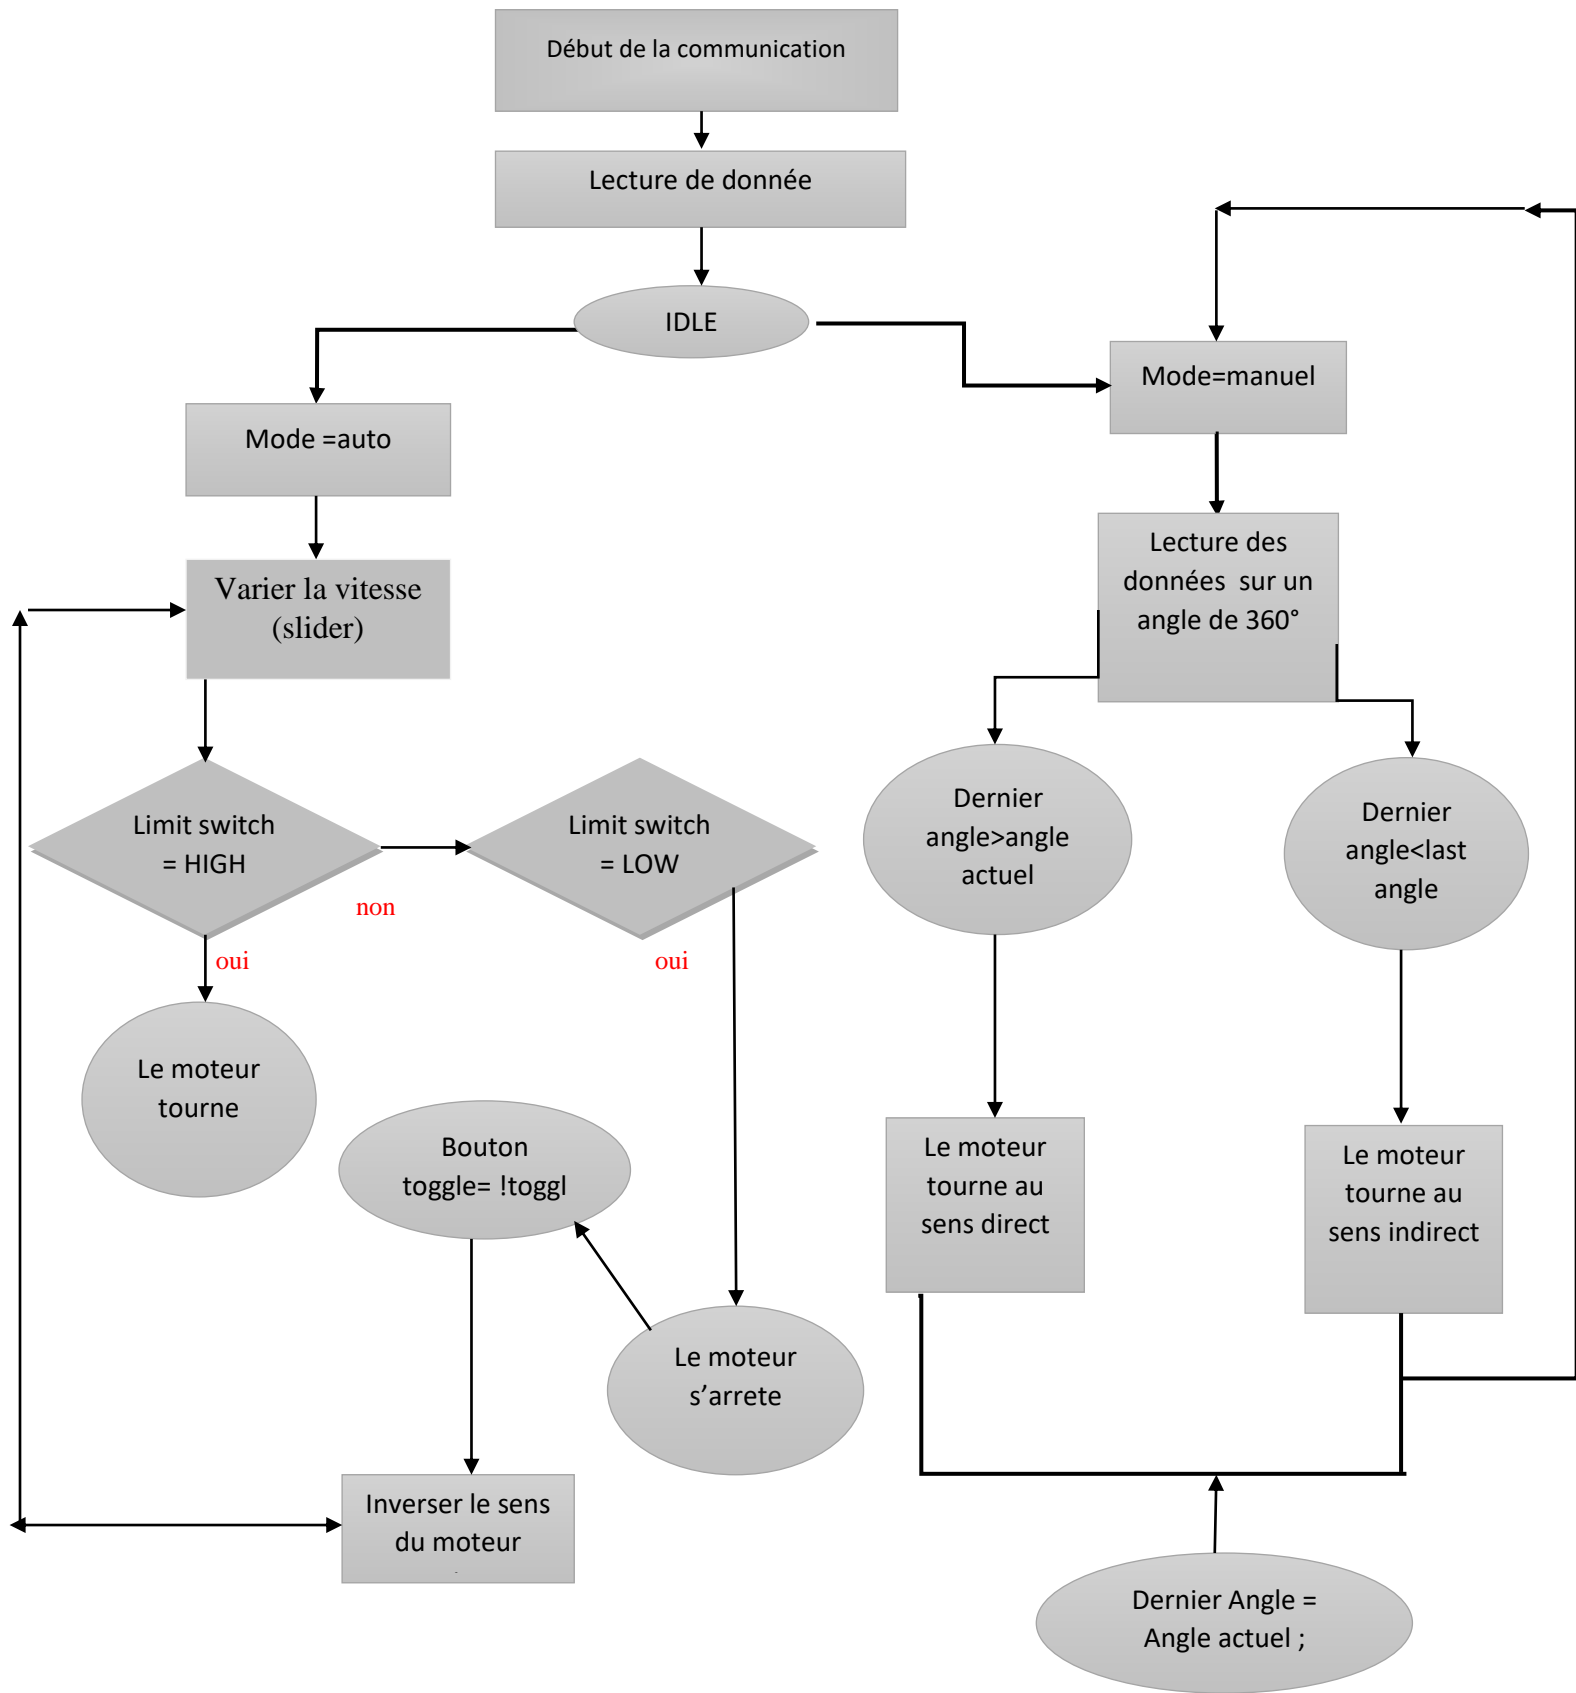 Début de la communication
Lecture de donnée
IDLE
Mode=manuel
Mode =auto
Lecture des
données sur un
angle de 360°
Varier la vitesse
(slider)
Limit switch
= HIGH
Limit switch
= LOW
Dernier
angle>angle
actuel
Dernier
angle<last
angle
non
oui
oui
Le moteur
tourne
Bouton
toggle= !toggl
Le moteur
tourne au
sens direct
Le moteur
tourne au
sens indirect
Le moteur
s’arrete
Inverser le sens
du moteur
Dernier Angle =
Angle actuel ;